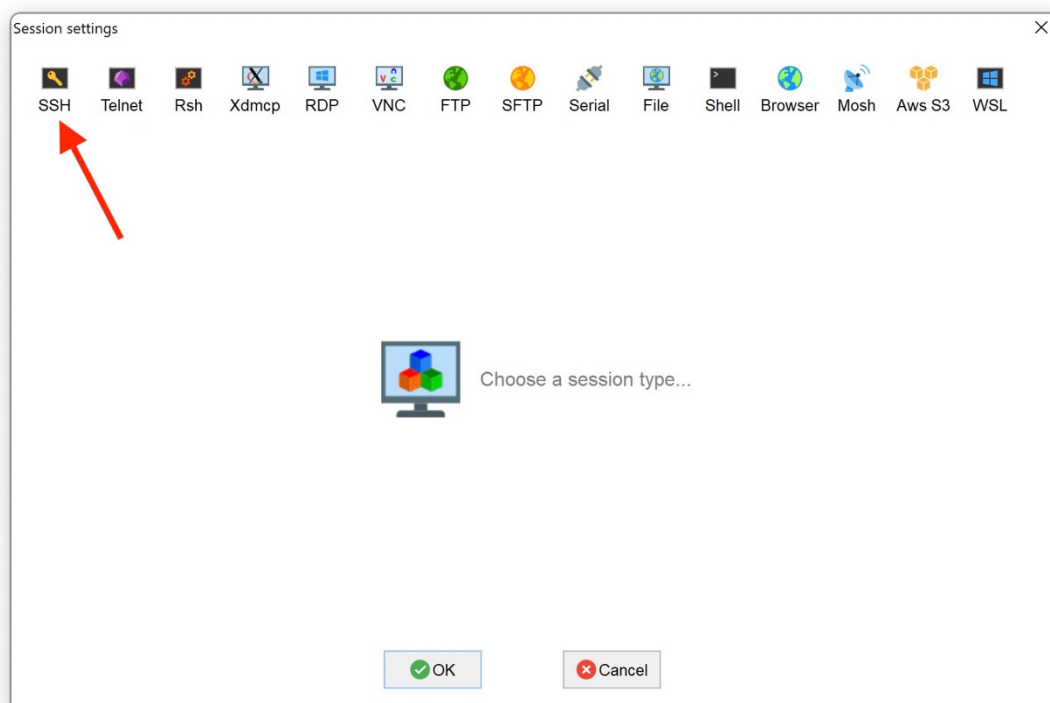 Session settings
SSH Telnet Rsh Xdmcp RDP VNC FTP SFTP Serial File Shell Browser Mosh Aws S3 WSL
Choose a session type...
OK Cancel